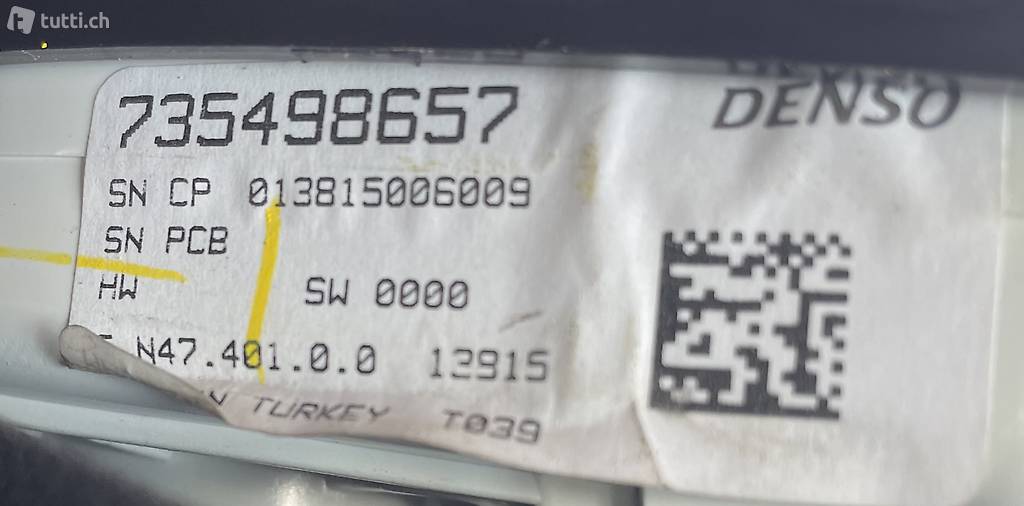 tutti.ch
735498657
DENSO
SN CP 013815006009
SN PCB
HW SW 0000
N47.401.0.0 12915
TURKEY T039